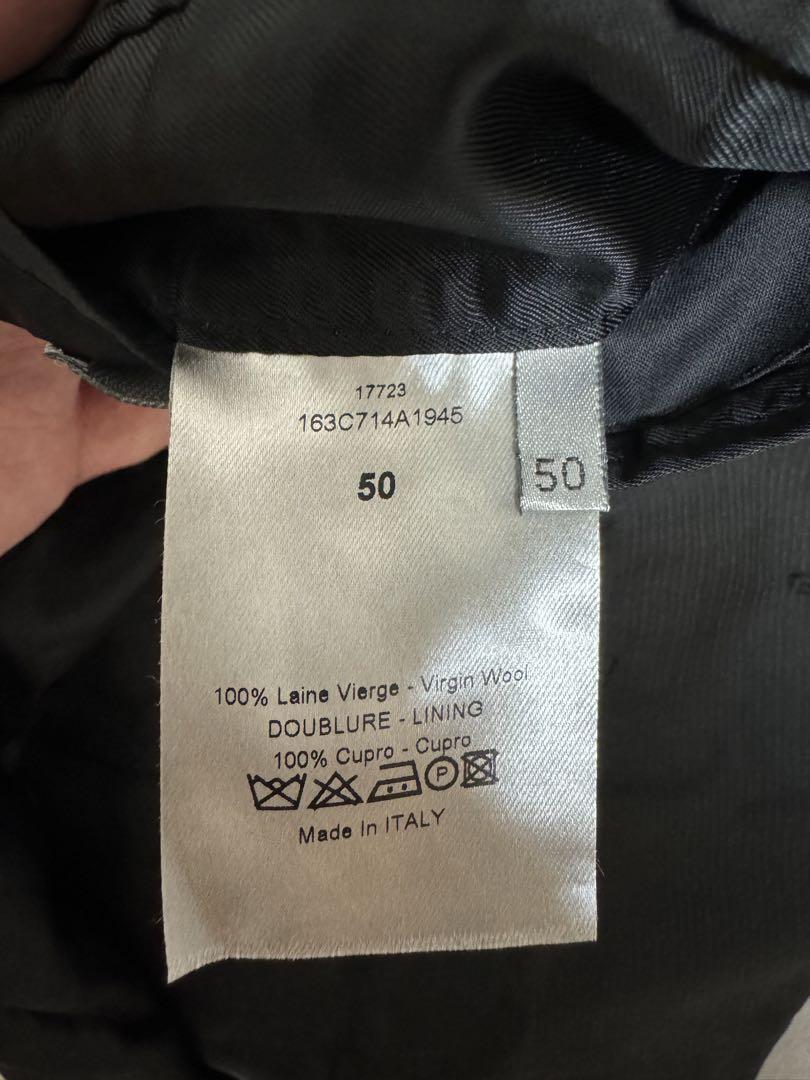 17723
163C714A1945
50
50
100% Laine Vierge - Virgin Wool
DOUBLURE - LINING
100% Cupro - Cupro
P
Made In ITALY